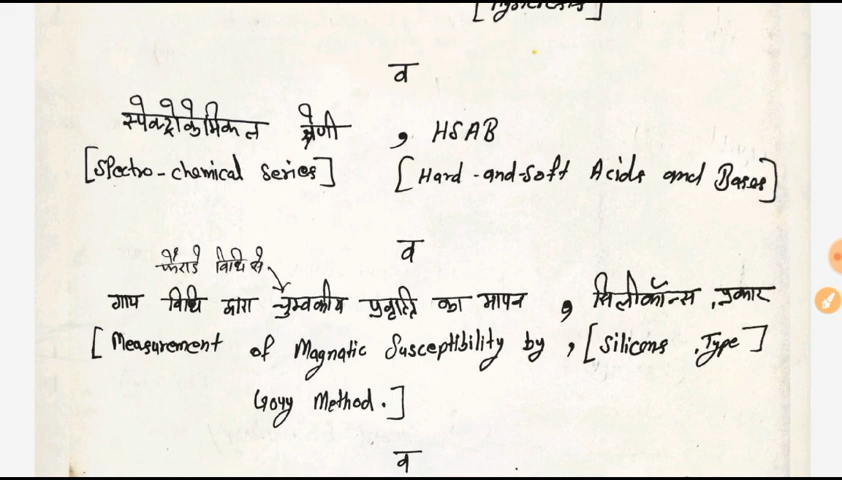 व
स्पेक्ट्रोकेमिकल श्रेणी , HSAB
[Spectro-chemical Series] [Hard-and-Soft Acids and Bases]
व
फैराडे विधि से
गाय विधि द्वारा चुम्बकीय प्रवृत्ति का मापन , सिलीकॉन्स , प्रकार
[Measurement of Magnatic Susceptibility by , [Silicons , Type]
Gouy Method.]
व